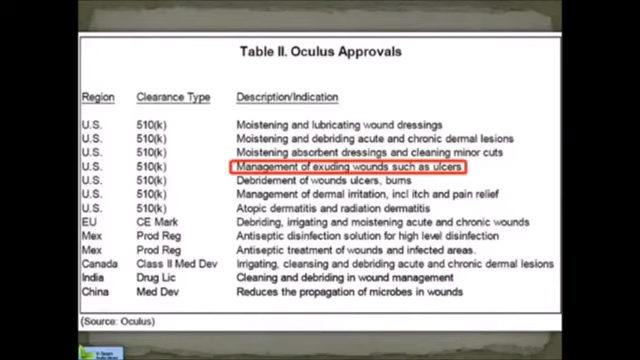 Table II. Oculus Approvals
Region Clearance Type Description/Indication
U.S. 510(k) Moistening and lubricating wound dressings
U.S. 510(k) Moistening and debriding acute and chronic dermal lesions
U.S. 510(k) Moistening absorbent dressings and cleaning minor cuts
U.S. 510(k) Management of exuding wounds such as ulcers
U.S. 510(k) Debridement of wounds ulcers, burns
U.S. 510(k) Management of dermal irritation, incl itch and pain relief
U.S. 510(k) Atopic dermatitis and radiation dermatitis
EU CE Mark Debriding, irrigating and moistening acute and chronic wounds
Mex Prod Reg Antiseptic disinfection solution for high level disinfection
Mex Prod Reg Antiseptic treatment of wounds and infected areas.
Canada Class II Med Dev Irrigating, cleansing and debriding acute and chronic dermal lesions
India Drug Lic Cleaning and debriding in wound management
China Med Dev Reduces the propagation of microbes in wounds
(Source: Oculus)